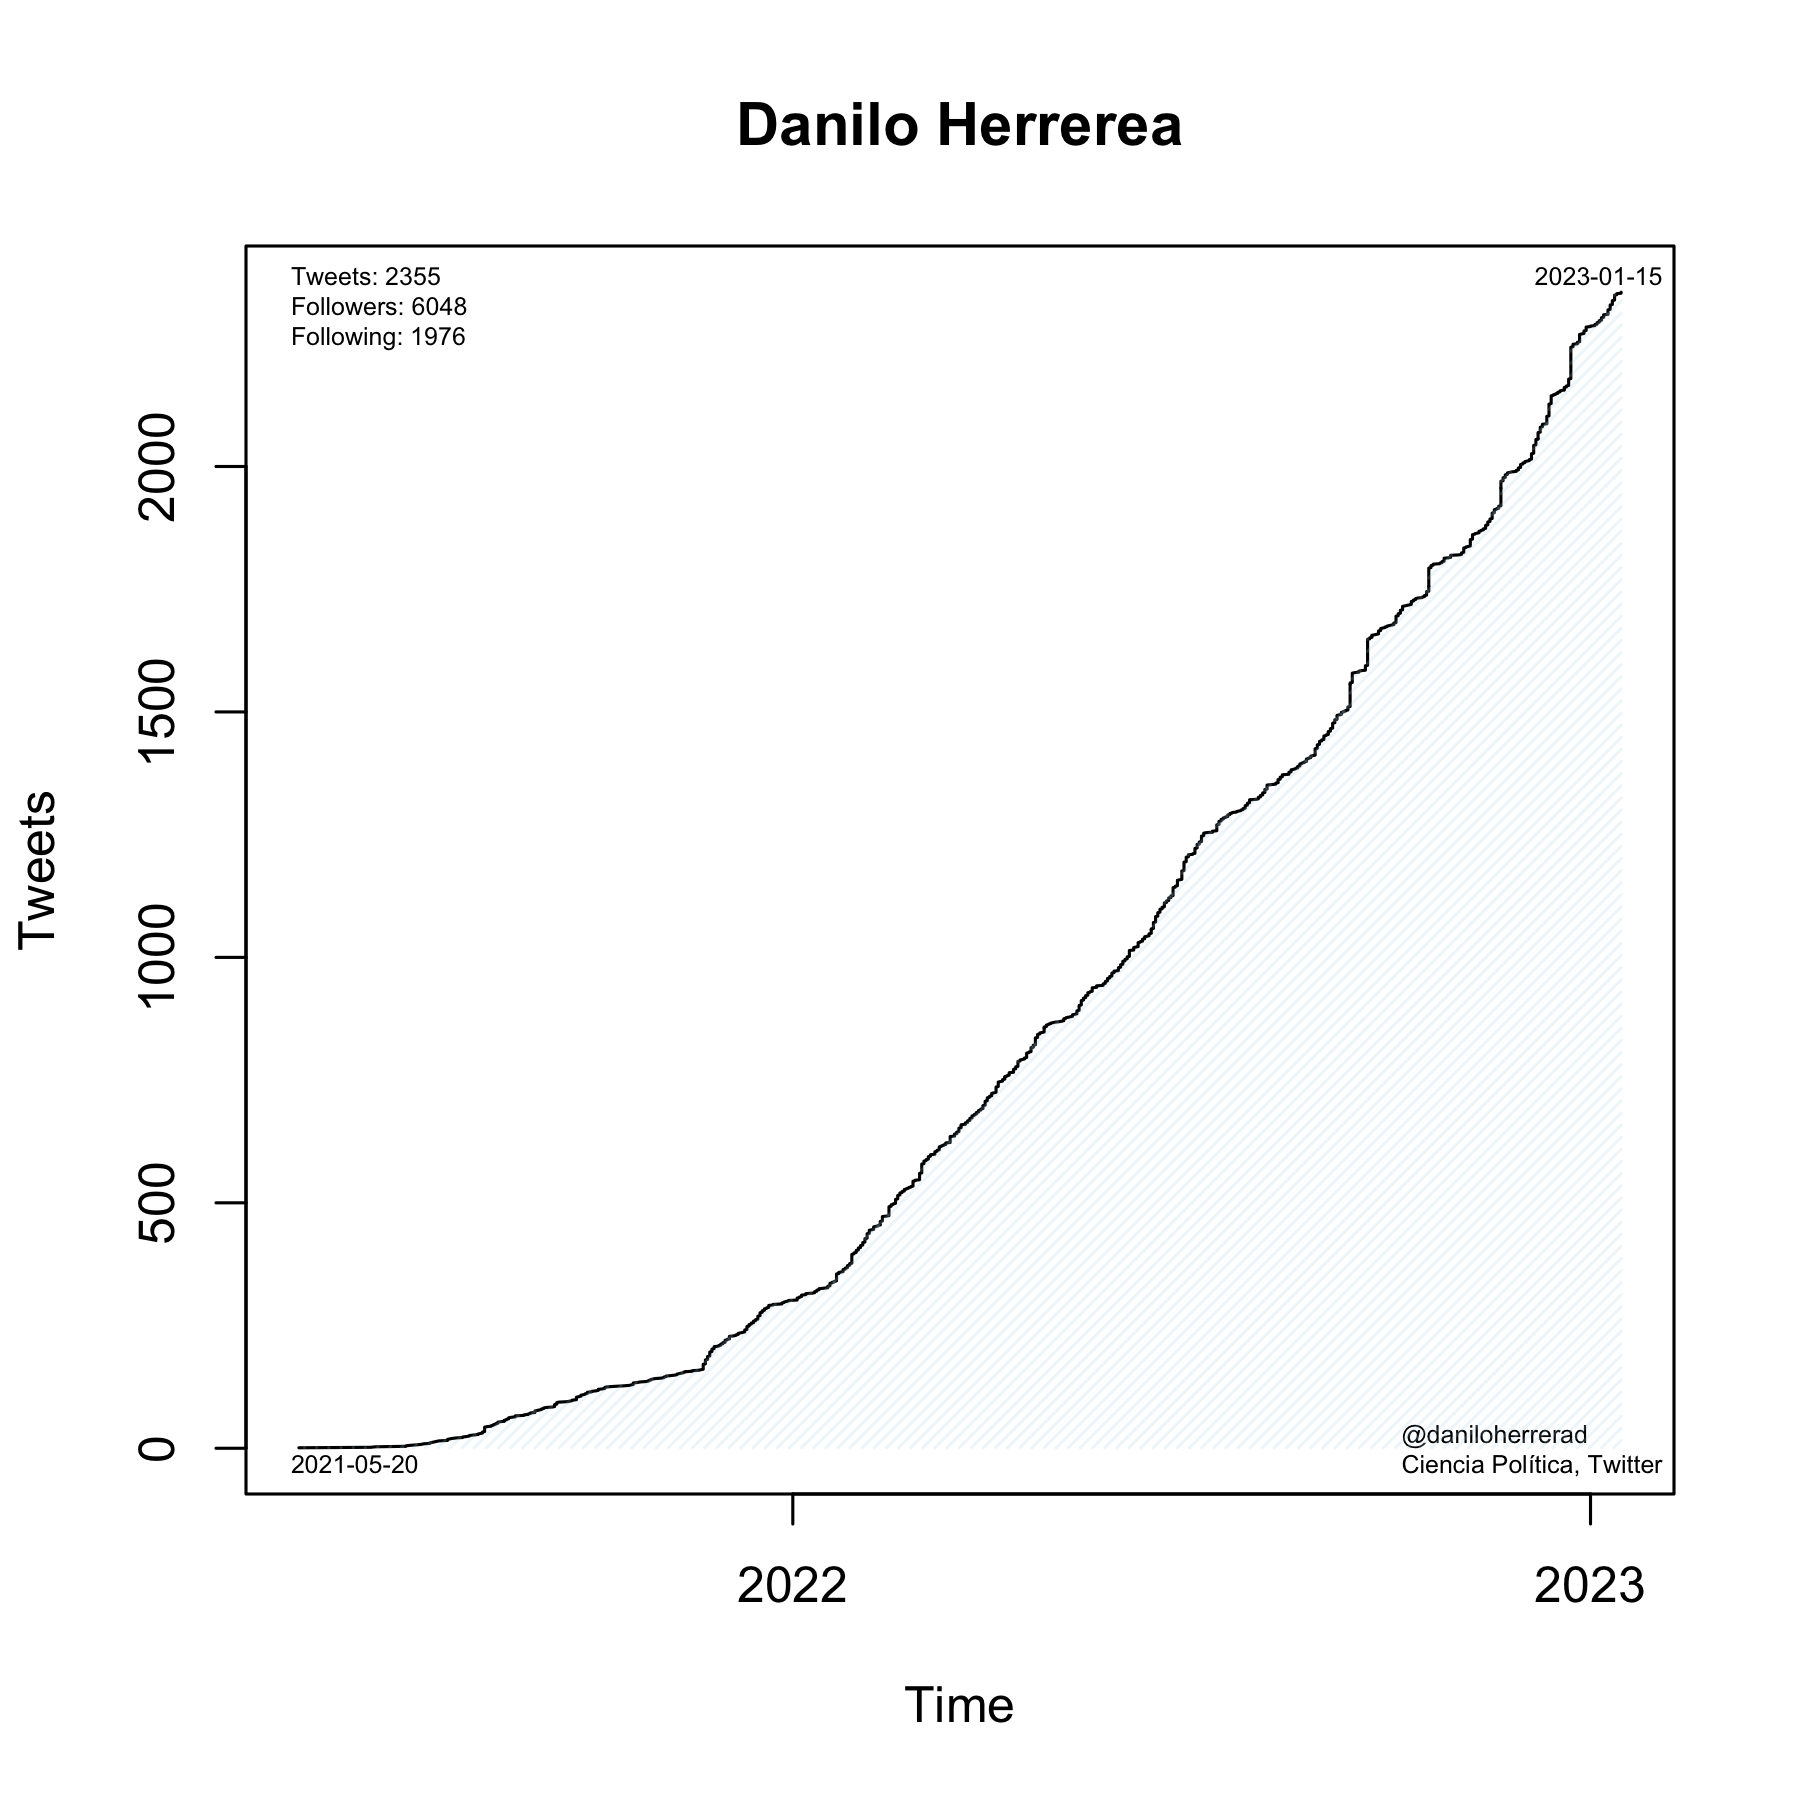 Danilo Herrerea
Tweets: 2355
Followers: 6048
Following: 1976
2023-01-15
2000
1500
1000
500
0
Tweets
2021-05-20
@daniloherrerad
Ciencia Política, Twitter
2022
2023
Time